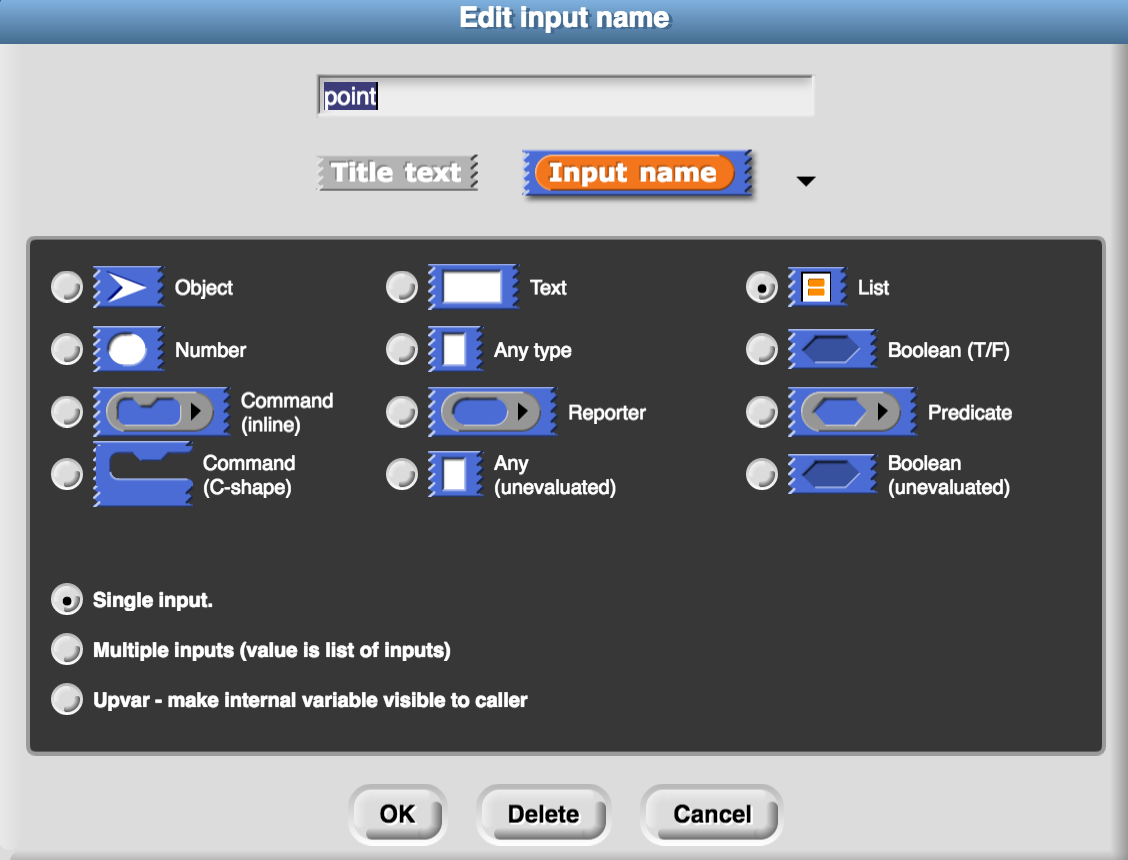 Edit input name
point
Title text
Input name
Object
Text
List
Number
Any type
Boolean (T/F)
Command
(inline)
Reporter
Predicate
Command
(C-shape)
Any
(unevaluated)
Boolean
(unevaluated)
Single input.
Multiple inputs (value is list of inputs)
Upvar - make internal variable visible to caller
OK
Delete
Cancel